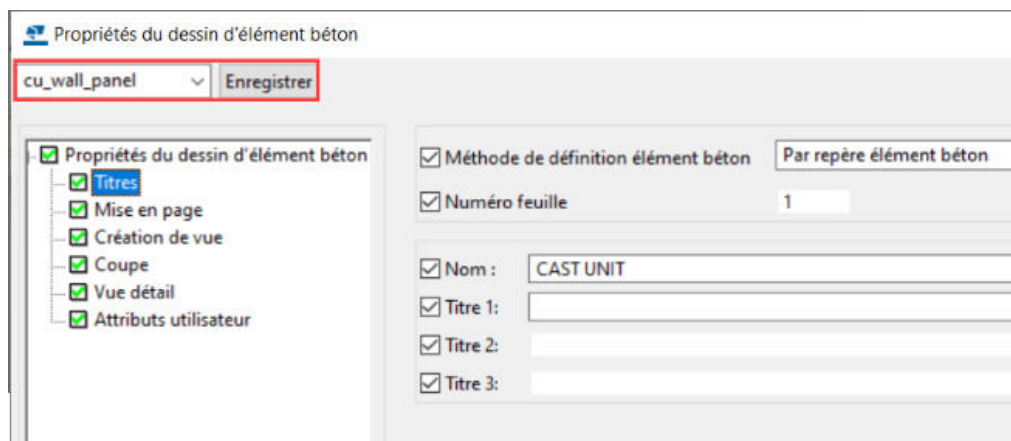 Propriétés du dessin d'élément béton
cu_wall_panel Enregistrer
Propriétés du dessin d'élément béton
Titres
Mise en page
Création de vue
Coupe
Vue détail
Attributs utilisateur
Méthode de définition élément béton Par repère élément béton
Numéro feuille 1
Nom : CAST UNIT
Titre 1:
Titre 2:
Titre 3: